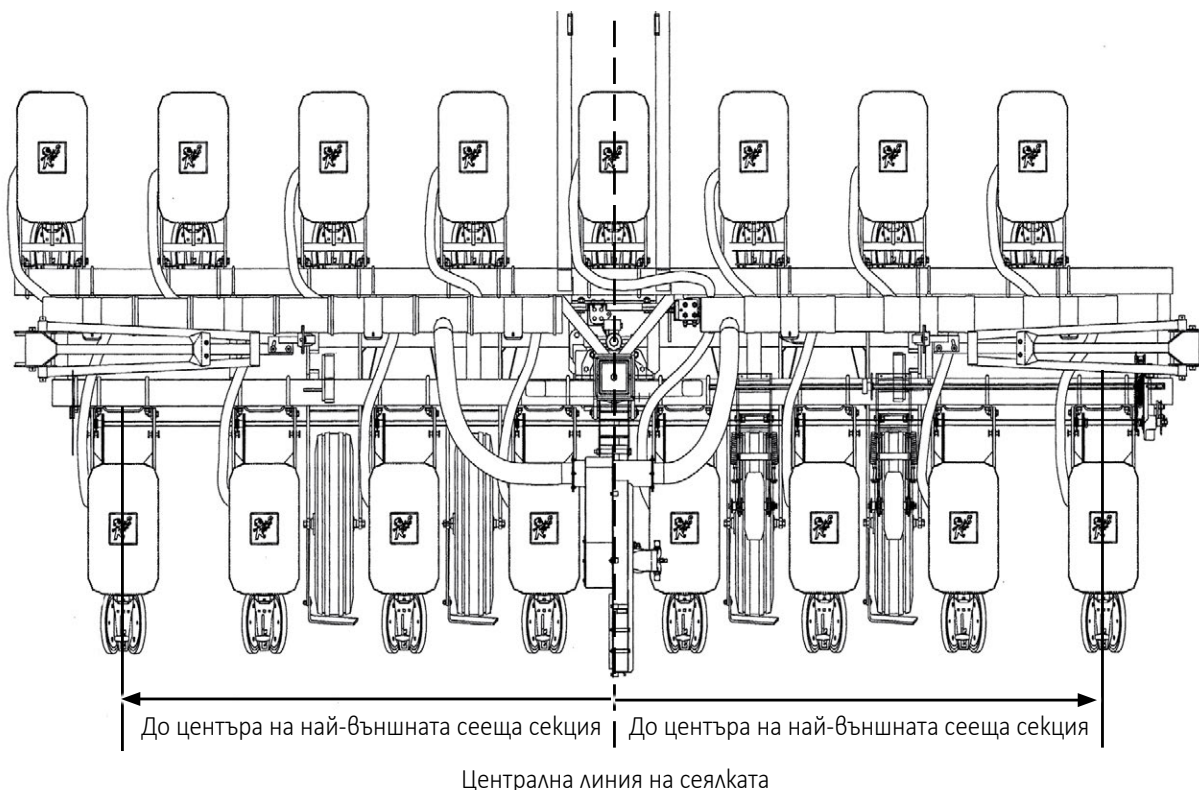 До центъра на най-външната сееща секция
До центъра на най-външната сееща секция
Централна линия на сеялката